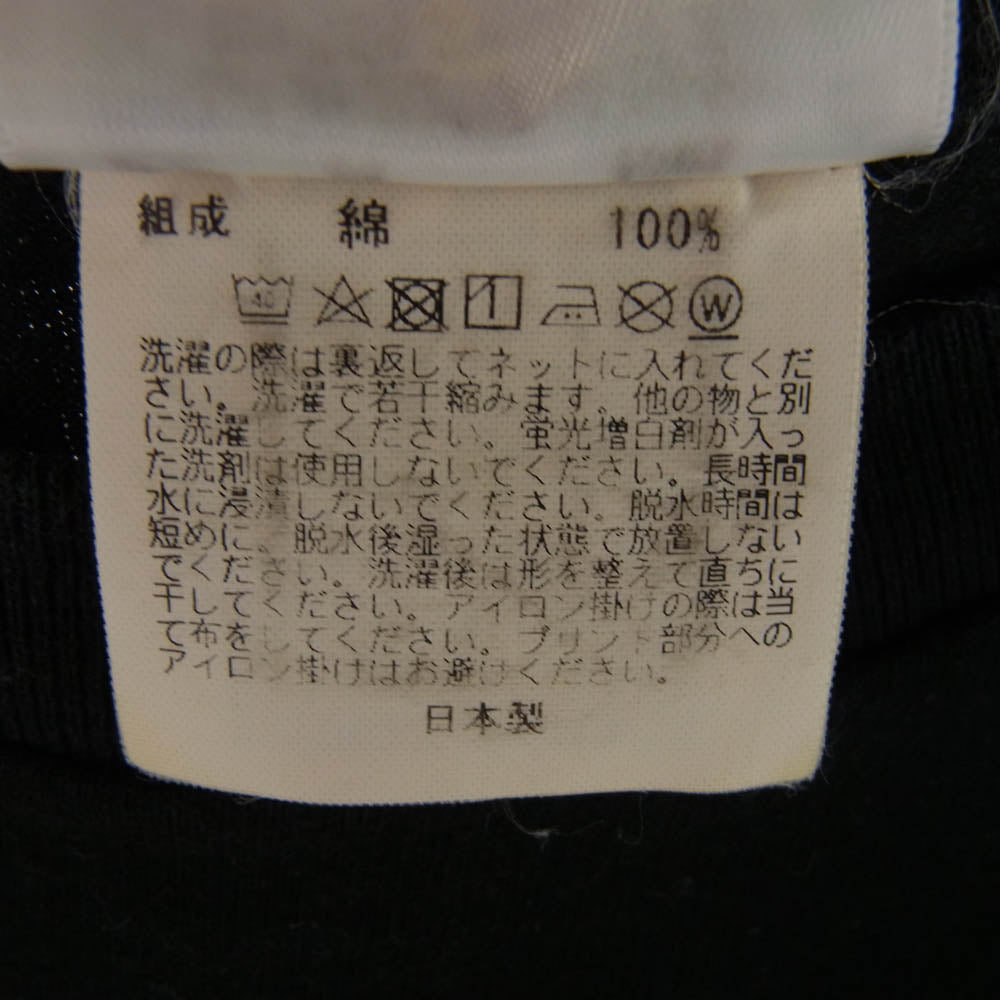 組成 綿 100%
40 W
洗濯の際は裏返してネットに入れてくだ
さい。洗濯で若干縮みます。他の物と別
に洗濯してください。蛍光増白剤が入っ
た洗剤は使用しないでください。長時間
水に浸漬しないでください。脱水時間は
短めに。脱水後湿った状態で放置しない
でください。洗濯後は形を整えて直ちに
干してください。アイロン掛けの際は当
て布をしてください。プリント部分への
アイロン掛けはお避けください。
日本製